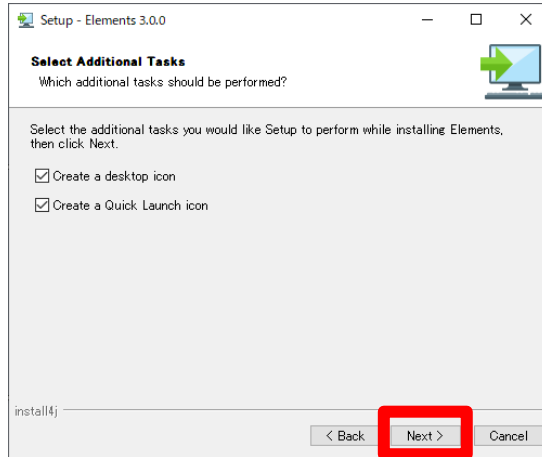 Setup - Elements 3.0.0
Select Additional Tasks
Which additional tasks should be performed?
Select the additional tasks you would like Setup to perform while installing Elements,
then click Next.
Create a desktop icon
Create a Quick Launch icon
install4j
< Back Next > Cancel